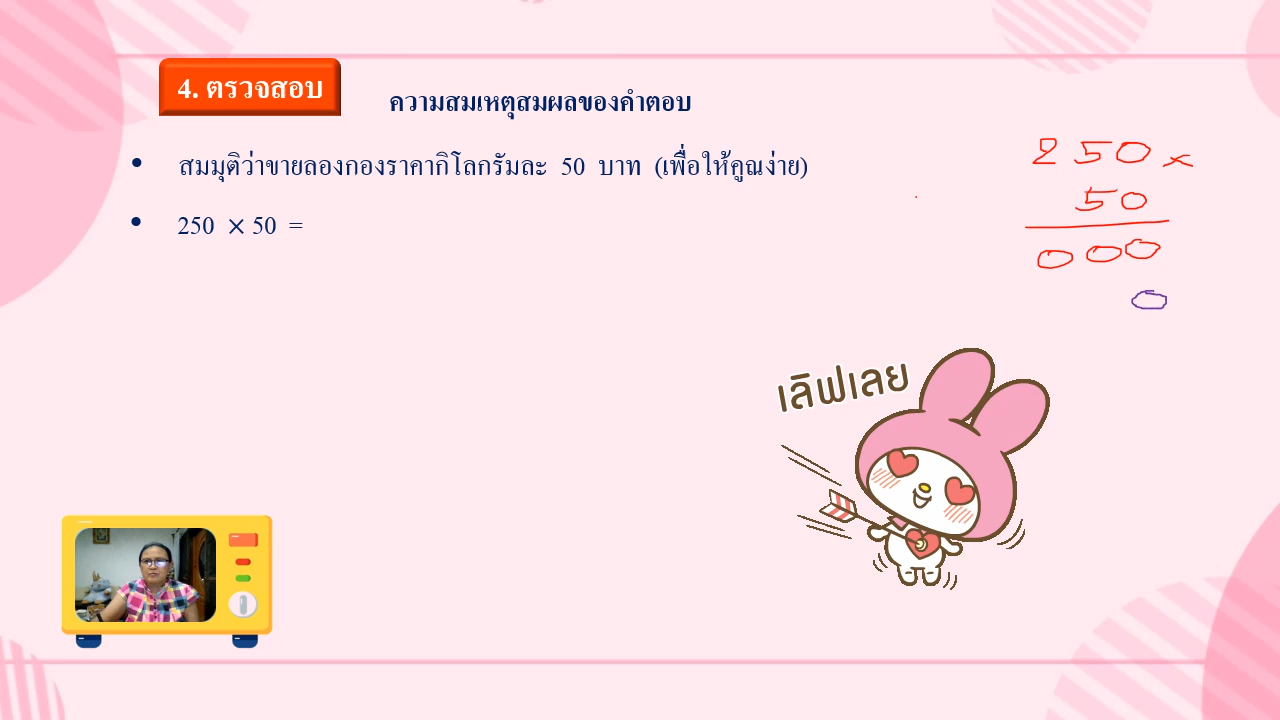 4. ตรวจสอบ
ความสมเหตุสมผลของคำตอบ
• สมมุติว่าขายลองกองราคากิโลกรัมละ 50 บาท (เพื่อให้คูณง่าย)
• 250 × 50 =
250 ×
50
000
0
เลิฟเลย